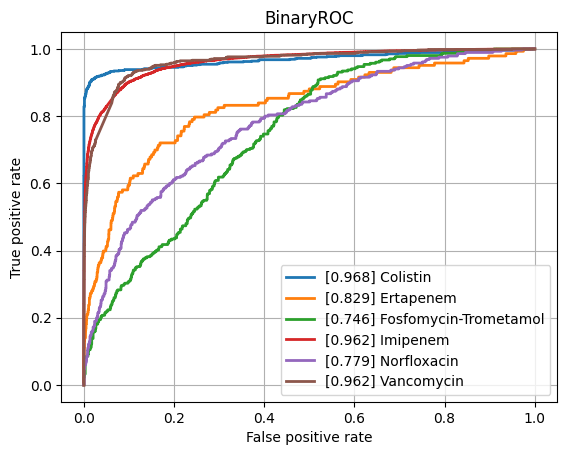 BinaryROC
True positive rate
1.0
0.8
0.6
0.4
0.2
0.0
[0.968] Colistin
[0.829] Ertapenem
[0.746] Fosfomycin-Trometamol
[0.962] Imipenem
[0.779] Norfloxacin
[0.962] Vancomycin
0.0 0.2 0.4 0.6 0.8 1.0
False positive rate